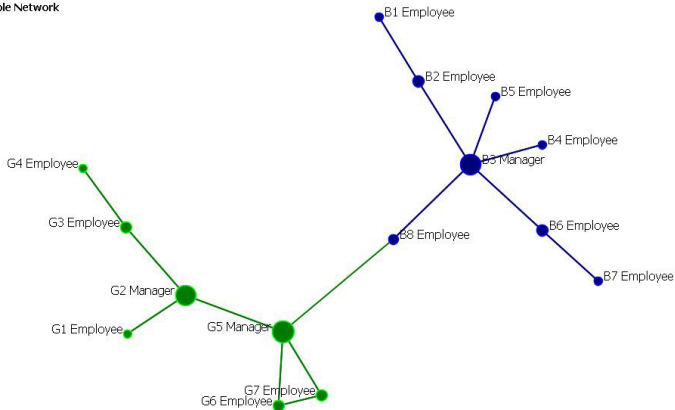 ole Network
B1 Employee
B2 Employee
B5 Employee
B4 Employee
B3 Manager
G4 Employee
G3 Employee
B6 Employee
B8 Employee
B7 Employee
G2 Manager
G1 Employee
G5 Manager
G7 Employee
G6 Employee